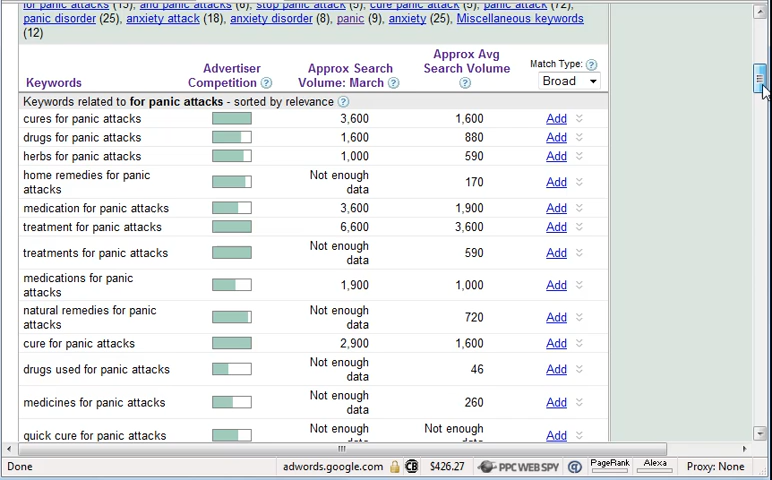 for panic attacks (15), and panic attacks (6), stop panic attack (5), cure panic attack (5), panic attack (72),
panic disorder (25), anxiety attack (18), anxiety disorder (8), panic (9), anxiety (25), Miscellaneous keywords
(12)
Keywords
Advertiser
Competition ?
Approx Search
Volume: March ?
Approx Avg
Search Volume
?
Match Type: ?
Broad
Keywords related to for panic attacks - sorted by relevance ?
cures for panic attacks 3,600 1,600 Add
drugs for panic attacks 1,600 880 Add
herbs for panic attacks 1,000 590 Add
home remedies for panic
attacks
Not enough
data
170 Add
medication for panic attacks 3,600 1,900 Add
treatment for panic attacks 6,600 3,600 Add
treatments for panic attacks
Not enough
data
590 Add
medications for panic
attacks
1,900 1,000 Add
natural remedies for panic
attacks
Not enough
data
720 Add
cure for panic attacks 2,900 1,600 Add
drugs used for panic attacks
Not enough
data
46 Add
medicines for panic attacks
Not enough
data
260 Add
quick cure for panic attacks
Not enough
Not enough
Add
Done adwords.google.com CB $426.27 PPC WEB SPY @ PageRank Alexa Proxy: None